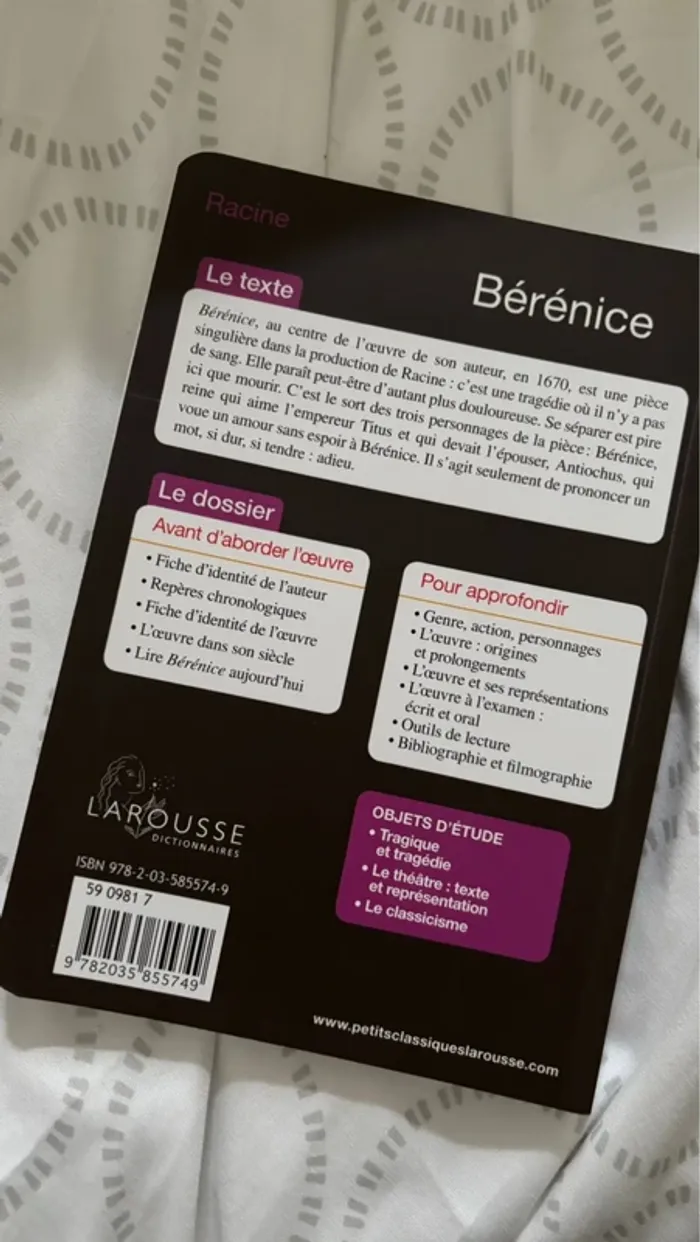 Racine
Bérénice
Le texte
Bérénice, au centre de l'œuvre de son auteur, en 1670, est une pièce
singulière dans la production de Racine : c'est une tragédie où il n'y a pas
de sang. Elle paraît peut-être d'autant plus douloureuse. Se séparer est pire
ici que mourir. C'est le sort des trois personnages de la pièce : Bérénice,
reine qui aime l'empereur Titus et qui devait l'épouser, Antiochus, qui
voue un amour sans espoir à Bérénice. Il s'agit seulement de prononcer un
mot, si dur, si tendre : adieu.
Le dossier
Avant d'aborder l'œuvre
• Fiche d'identité de l'auteur
• Repères chronologiques
• Fiche d'identité de l'œuvre
• L'œuvre dans son siècle
• Lire Bérénice aujourd'hui
Pour approfondir
• Genre, action, personnages
• L'œuvre : origines
et prolongements
• L'œuvre et ses représentations
• L'œuvre à l'examen :
écrit et oral
• Outils de lecture
• Bibliographie et filmographie
OBJETS D'ÉTUDE
• Tragique
et tragédie
• Le théâtre : texte
et représentation
• Le classicisme
LAROUSSE
DICTIONNAIRES
ISBN 978-2-03-585574-9
59 0981 7
9 782035 855749
www.petitsclassiqueslarousse.com